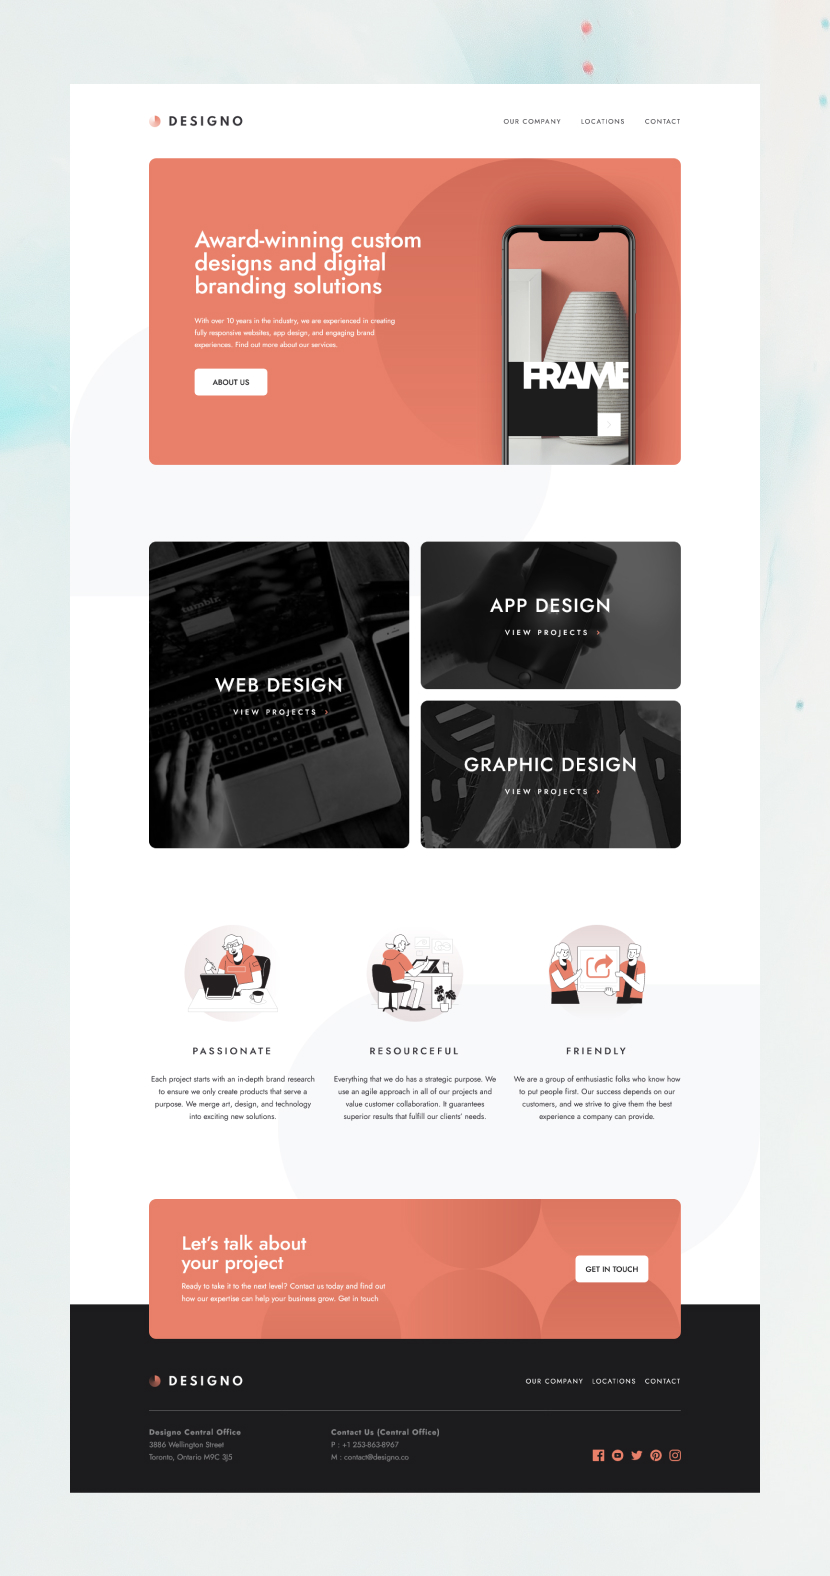 DESIGNO
OUR COMPANY LOCATIONS CONTACT
Award-winning custom
designs and digital
branding solutions
With over 10 years in the industry, we are experienced in creating
fully responsive websites, app design, and engaging brand
experiences. Find out more about our services.
ABOUT US
FRAME
tumblr.
WEB DESIGN
VIEW PROJECTS
APP DESIGN
VIEW PROJECTS
GRAPHIC DESIGN
VIEW PROJECTS
PASSIONATE
Each project starts with an in-depth brand research
to ensure we only create products that serve a
purpose. We merge art, design, and technology
into exciting new solutions.
RESOURCEFUL
Everything that we do has a strategic purpose. We
use an agile approach in all of our projects and
value customer collaboration. It guarantees
superior results that fulfill our clients' needs.
FRIENDLY
We are a group of enthusiastic folks who know how
to put people first. Our success depends on our
customers, and we strive to give them the best
experience a company can provide.
Let's talk about
your project
Ready to take it to the next level? Contact us today and find out
how our expertise can help your business grow. Get in touch
GET IN TOUCH
DESIGNO
OUR COMPANY LOCATIONS CONTACT
Designo Central Office
3886 Wellington Street
Toronto, Ontario M9C 3J5
Contact Us (Central Office)
P : +1 253-863-8967
M : contact@designo.co